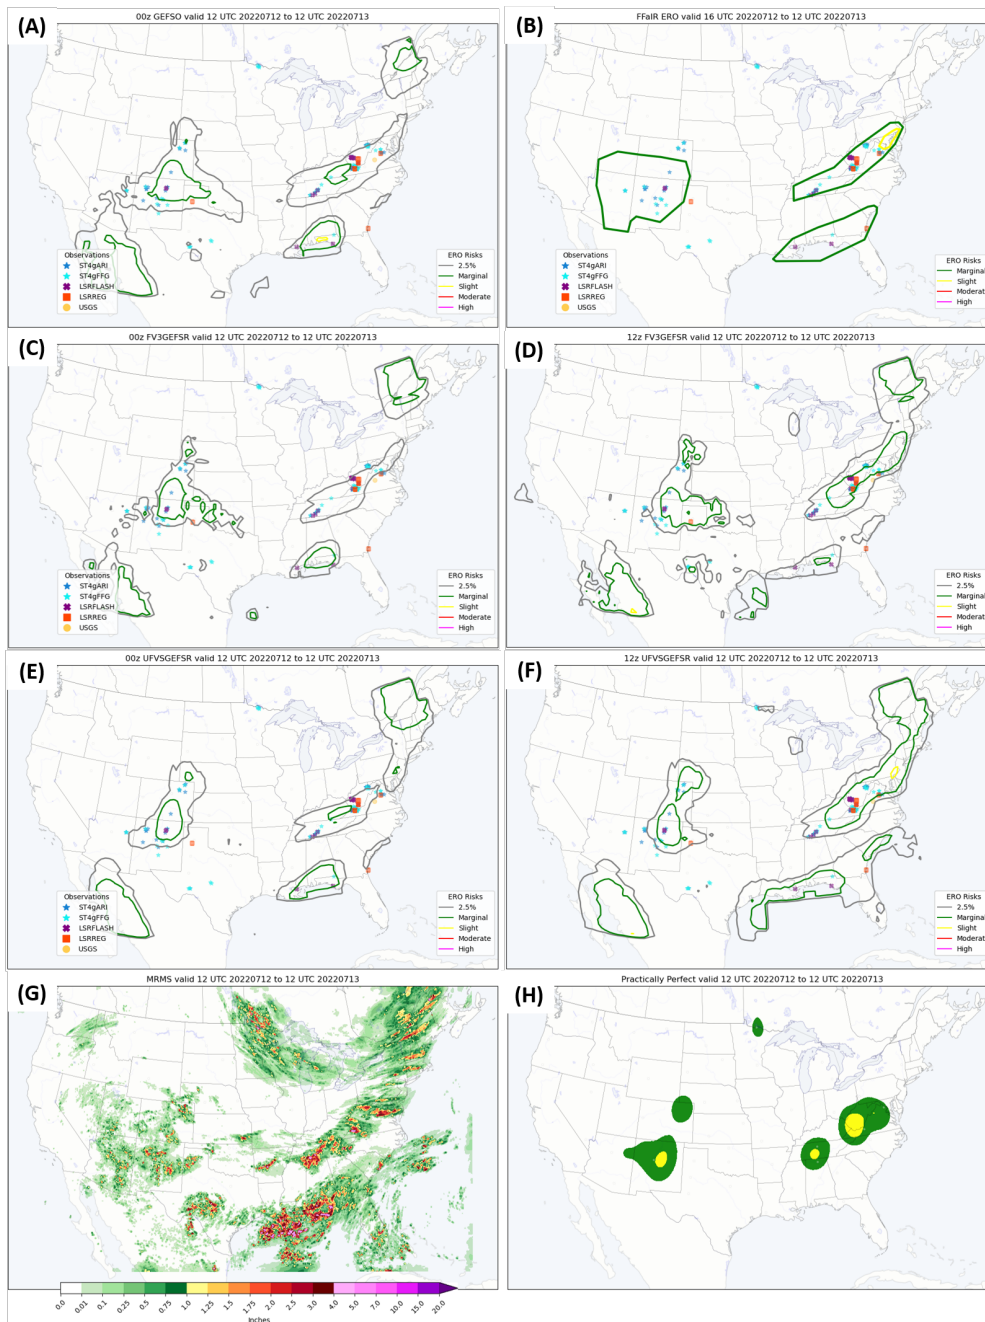 (A)
00z GEFSO valid 12 UTC 20220712 to 12 UTC 20220713
Observations
ST4gARI
ST4gFFG
LSRFLASH
LSRREG
USGS
ERO Risks
2.5%
Marginal
Slight
Moderate
High
(B)
FFaIR ERO valid 16 UTC 20220712 to 12 UTC 20220713
Observations
ST4gARI
ST4gFFG
LSRFLASH
LSRREG
USGS
ERO Risks
Marginal
Slight
Moderate
High
(C)
00z FV3GEFSR valid 12 UTC 20220712 to 12 UTC 20220713
Observations
ST4gARI
ST4gFFG
LSRFLASH
LSRREG
USGS
ERO Risks
2.5%
Marginal
Slight
Moderate
High
(D)
12z FV3GEFSR valid 12 UTC 20220712 to 12 UTC 20220713
ERO Risks
2.5%
Marginal
Slight
Moderate
High
(E)
00z UFVSGEFSR valid 12 UTC 20220712 to 12 UTC 20220713
Observations
ST4gARI
ST4gFFG
LSRFLASH
LSRREG
USGS
ERO Risks
2.5%
Marginal
Slight
Moderate
High
(F)
12z UFVSGEFSR valid 12 UTC 20220712 to 12 UTC 20220713
ERO Risks
2.5%
Marginal
Slight
Moderate
High
(G)
MRMS valid 12 UTC 20220712 to 12 UTC 20220713
0.0 0.01 0.1 0.25 0.5 0.75 1.0 1.25 1.5 1.75 2.0 2.5 3.0 4.0 5.0 7.0 10.0 15.0 20.0
Inches
(H)
Practically Perfect valid 12 UTC 20220712 to 12 UTC 20220713